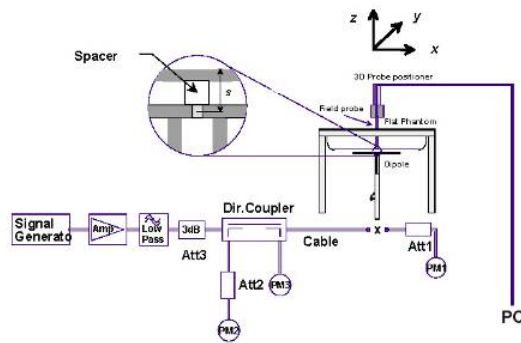 z
y
x
3D Probe positioner
Spacer
s
Field probe
Flat Phantom
Dipole
Dir.Coupler
Signal
Generato
Amp
Low
Pass
3dB
Att3
Cable
x
Att1
Att2
PM3
PM1
PM2
PC